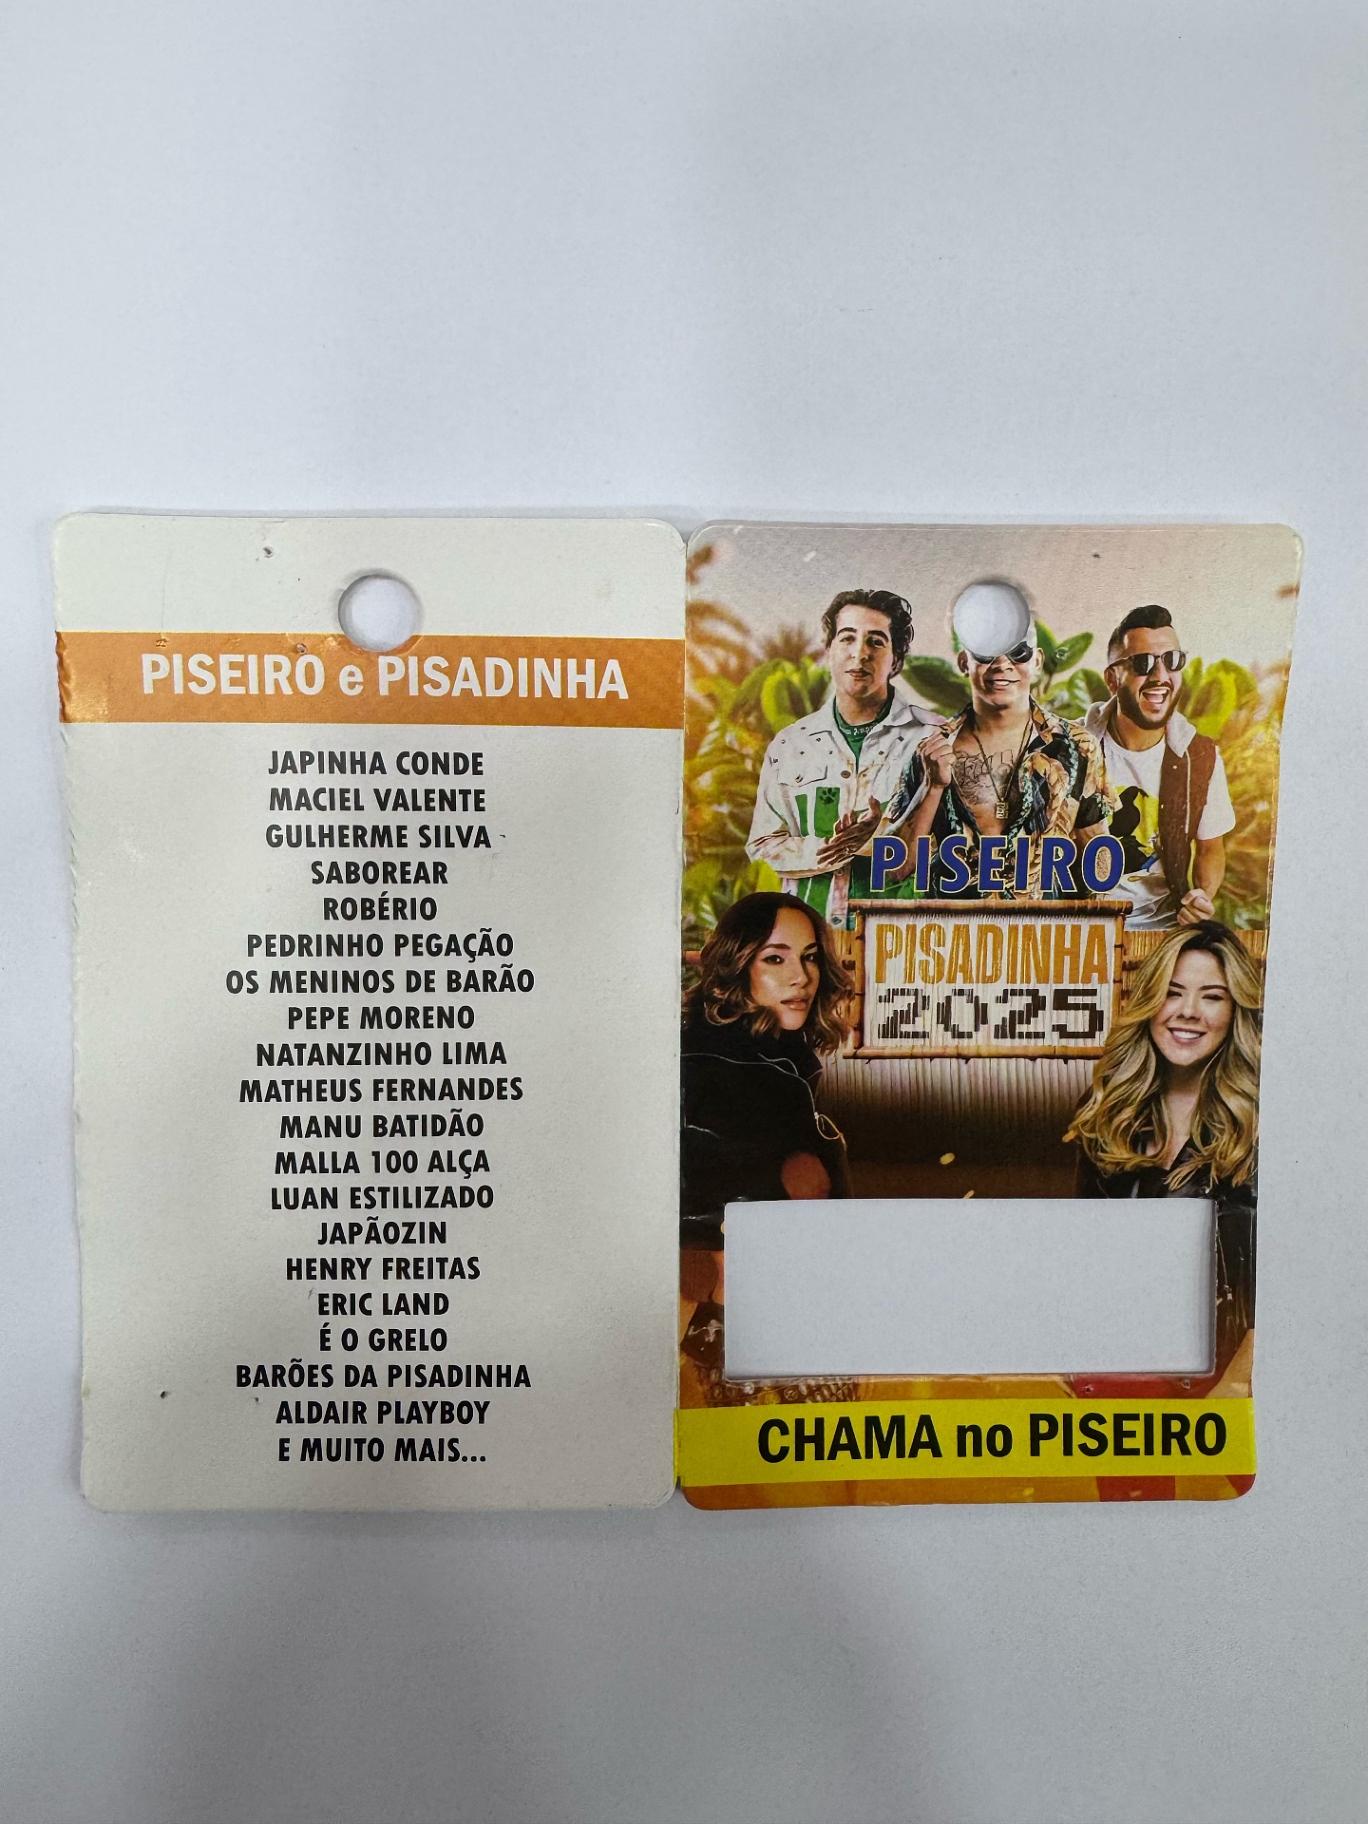 PISEIRO e PISADINHA
JAPINHA CONDE
MACIEL VALENTE
GULHERME SILVA
SABOREAR
ROBÉRIO
PEDRINHO PEGAÇÃO
OS MENINOS DE BARÃO
PEPE MORENO
NATANZINHO LIMA
MATHEUS FERNANDES
MANU BATIDÃO
MALLA 100 ALÇA
LUAN ESTILIZADO
JAPÃOZIN
HENRY FREITAS
ERIC LAND
É O GRELO
BARÕES DA PISADINHA
ALDAIR PLAYBOY
E MUITO MAIS...
PISEIRO
PISADINHA
2025
CHAMA no PISEIRO